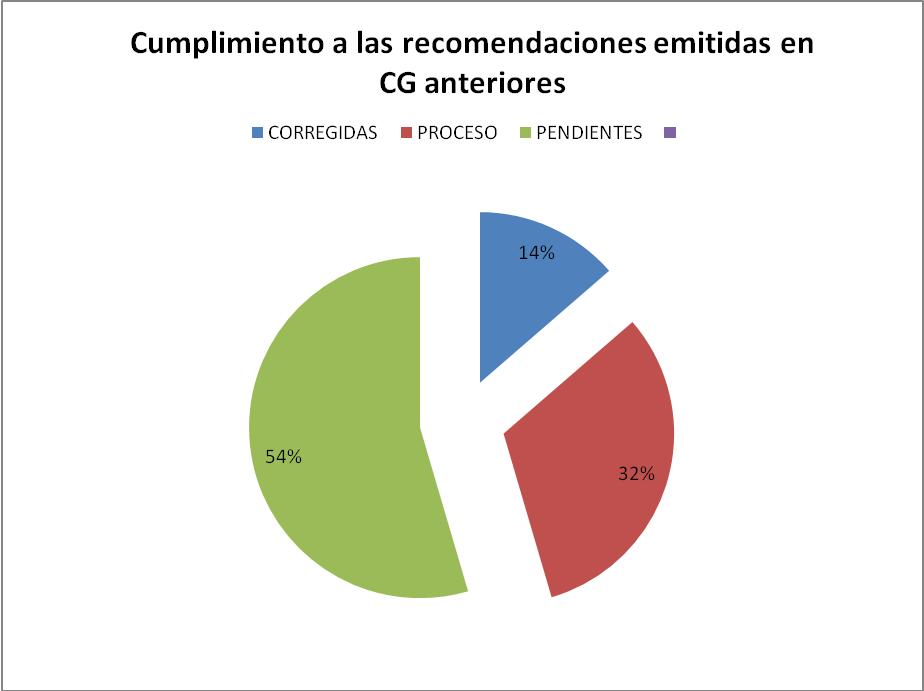 Cumplimiento a las recomendaciones emitidas en
CG anteriores
CORREGIDAS PROCESO PENDIENTES
14%
54%
32%